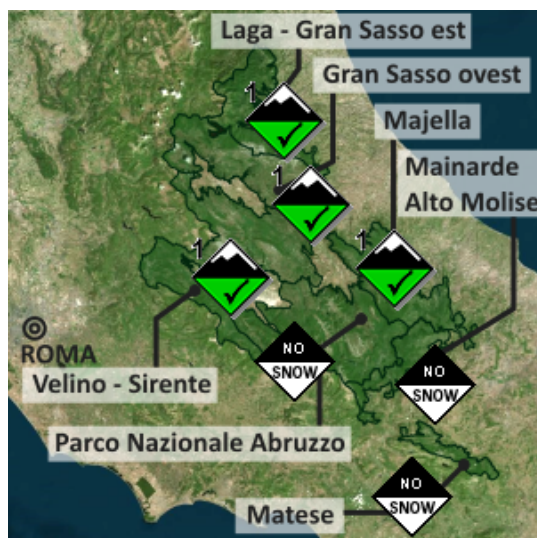 Laga - Gran Sasso est
Gran Sasso ovest
1
Majella
Mainarde
Alto Molise
1
1
1
ROMA
NO
SNOW
NO
SNOW
Velino - Sirente
Parco Nazionale Abruzzo
NO
SNOW
Matese